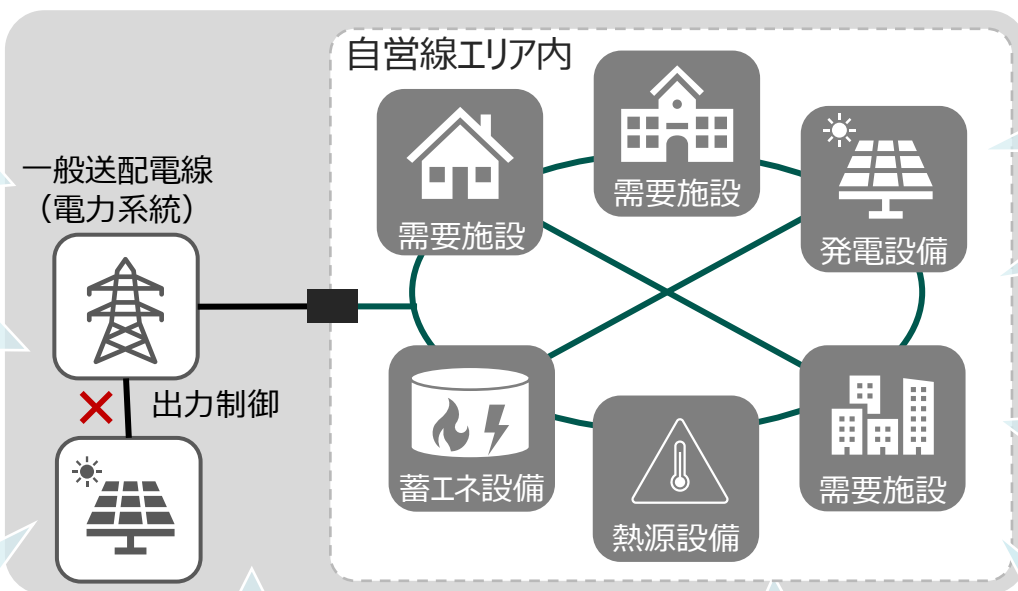 自営線エリア内
需要施設
需要施設
発電設備
一般送配電線
（電力系統）
出力制御
蓄エネ設備
熱源設備
需要施設